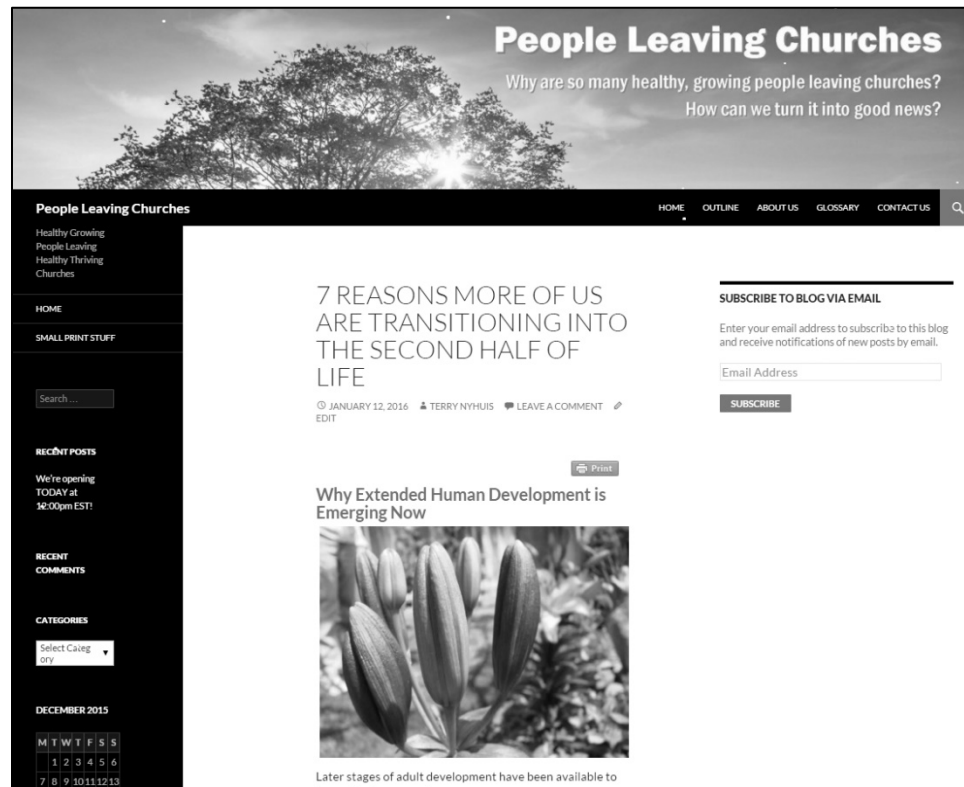 People Leaving Churches
Why are so many healthy, growing people leaving churches?
How can we turn it into good news?
People Leaving Churches
HOME OUTLINE ABOUT US GLOSSARY CONTACT US
Healthy Growing
People Leaving
Healthy Thriving
Churches
HOME
SMALL PRINT STUFF
Search ...
RECENT POSTS
We're opening
TODAY at
12:00pm EST!
RECENT
COMMENTS
CATEGORIES
Select Categ
ory
DECEMBER 2015
M T W T F S S
1 2 3 4 5 6
7 8 9 10 11 12 13
7 REASONS MORE OF US
ARE TRANSITIONING INTO
THE SECOND HALF OF
LIFE
JANUARY 12, 2016 TERRY NYHUIS LEAVE A COMMENT
EDIT
Print
Why Extended Human Development is
Emerging Now
Later stages of adult development have been available to
SUBSCRIBE TO BLOG VIA EMAIL
Enter your email address to subscribe to this blog
and receive notifications of new posts by email.
Email Address
SUBSCRIBE